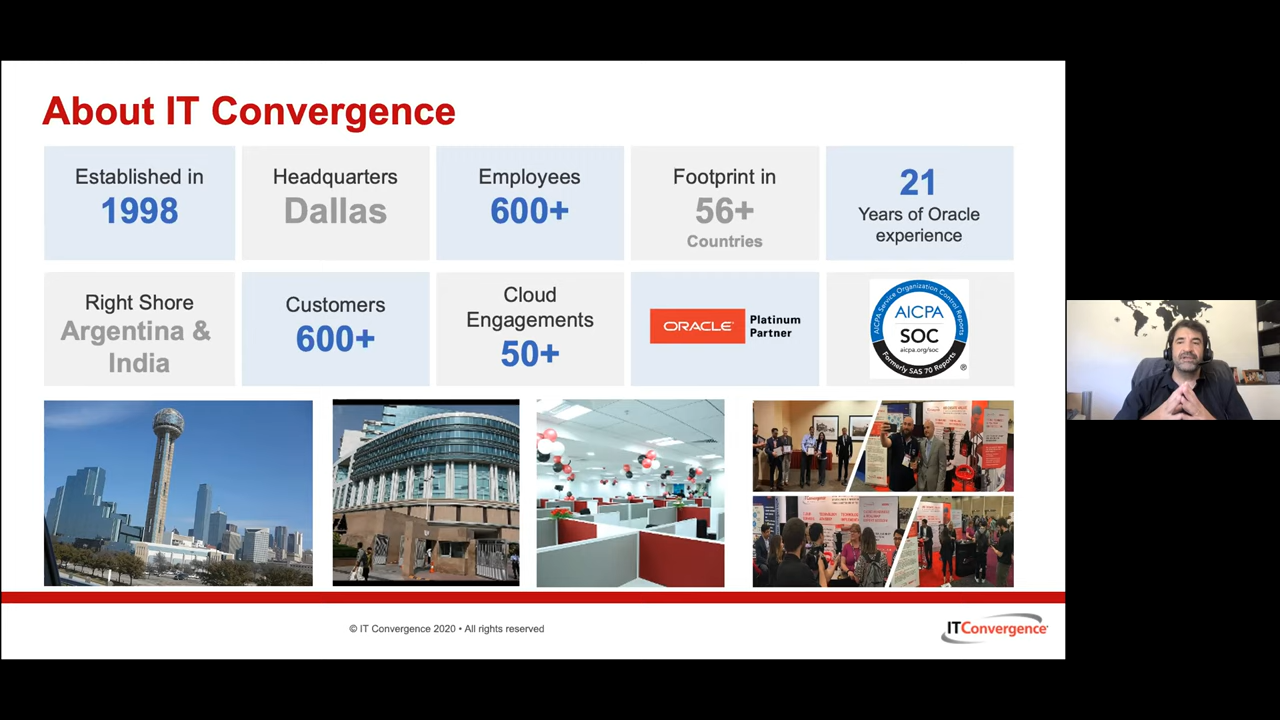 About IT Convergence
Established in
1998
Headquarters
Dallas
Employees
600+
Footprint in
56+
Countries
21
Years of Oracle
experience
Right Shore
Argentina &
India
Customers
600+
Cloud
Engagements
50+
ORACLE
Platinum
Partner
AICPA Service Organization Control Reports
AICPA
SOC
aicpa.org/soc
Formerly SAS 70 Reports
®
© IT Convergence 2020 • All rights reserved
ITConvergence